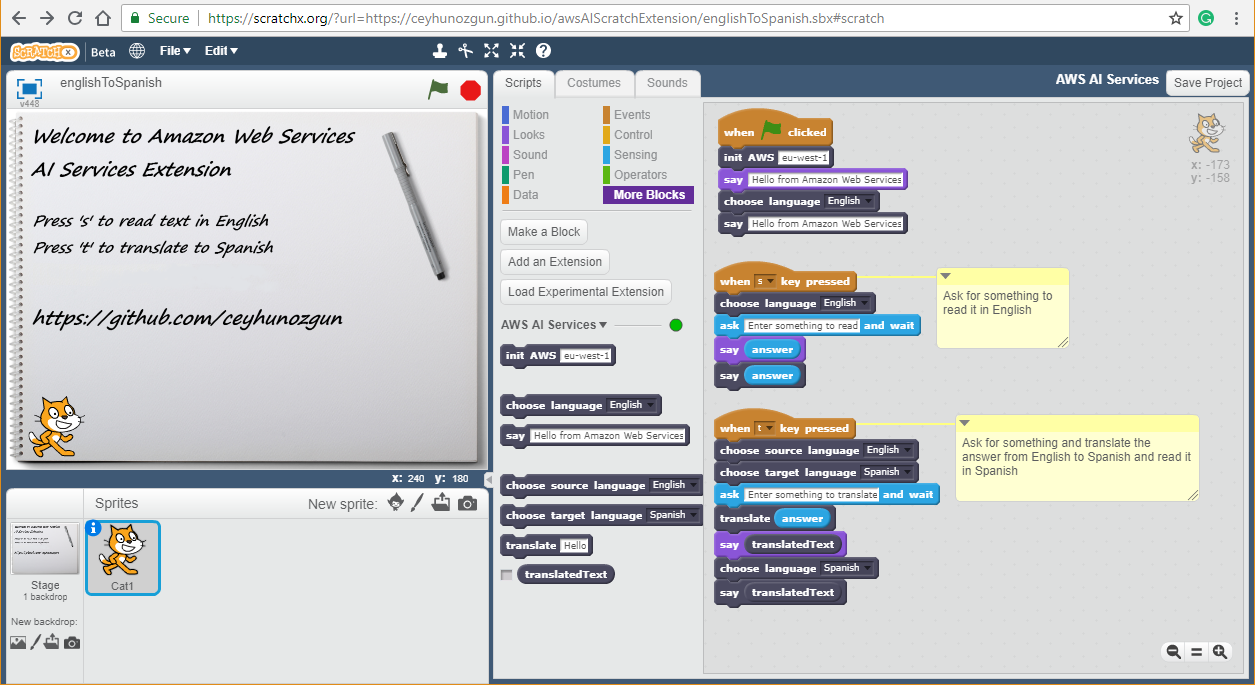 Secure
https://scratchx.org/?url=https://ceyhunozgun.github.io/awsAIScratchExtension/englishToSpanish.sbx#scratch
SCRATCH X
Beta
File
Edit
v448
englishToSpanish
Welcome to Amazon Web Services
AI Services Extension
Press 's' to read text in English
Press 't' to translate to Spanish
https://github.com/ceyhunozgun
x: 240 y: 180
Sprites
New sprite:
Stage
1 backdrop
New backdrop:
Cat1
Scripts
Costumes
Sounds
AWS AI Services
Save Project
Motion
Looks
Sound
Pen
Data
Events
Control
Sensing
Operators
More Blocks
Make a Block
Add an Extension
Load Experimental Extension
AWS AI Services
init AWS eu-west-1
choose language English
say Hello from Amazon Web Services
choose source language English
choose target language Spanish
translate Hello
translatedText
when clicked
init AWS eu-west-1
say Hello from Amazon Web Services
choose language English
say Hello from Amazon Web Services
x: -173
y: -158
when s key pressed
choose language English
ask Enter something to read and wait
say answer
say answer
Ask for something to
read it in English
when t key pressed
choose source language English
choose target language Spanish
ask Enter something to translate and wait
translate answer
say translatedText
choose language Spanish
say translatedText
Ask for something and translate the
answer from English to Spanish and read it
in Spanish